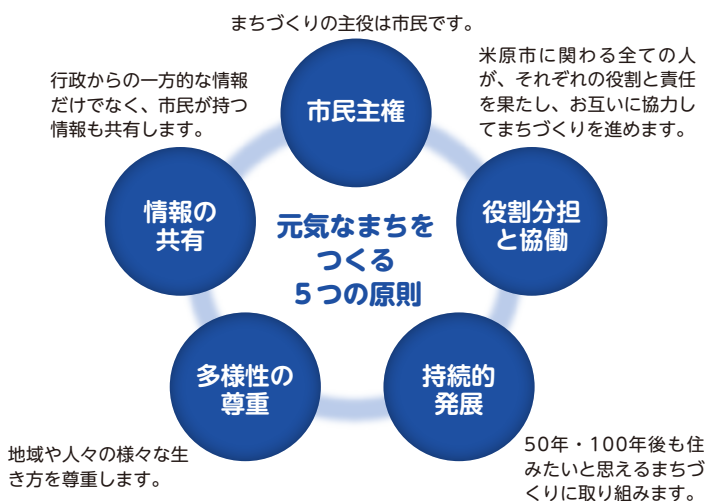 まちづくりの主役は市民です。
市民主権
米原市に関わる全ての人
が、それぞれの役割と責任
を果たし、お互いに協力し
てまちづくりを進めます。
役割分担
と協働
50年・100年後も住
みたいと思えるまちづ
くりに取り組みます。
持続的
発展
地域や人々の様々な生
き方を尊重します。
多様性の
尊重
行政からの一方的な情報
だけでなく、市民が持つ
情報も共有します。
情報の
共有
元気なまちを
つくる
5つの原則